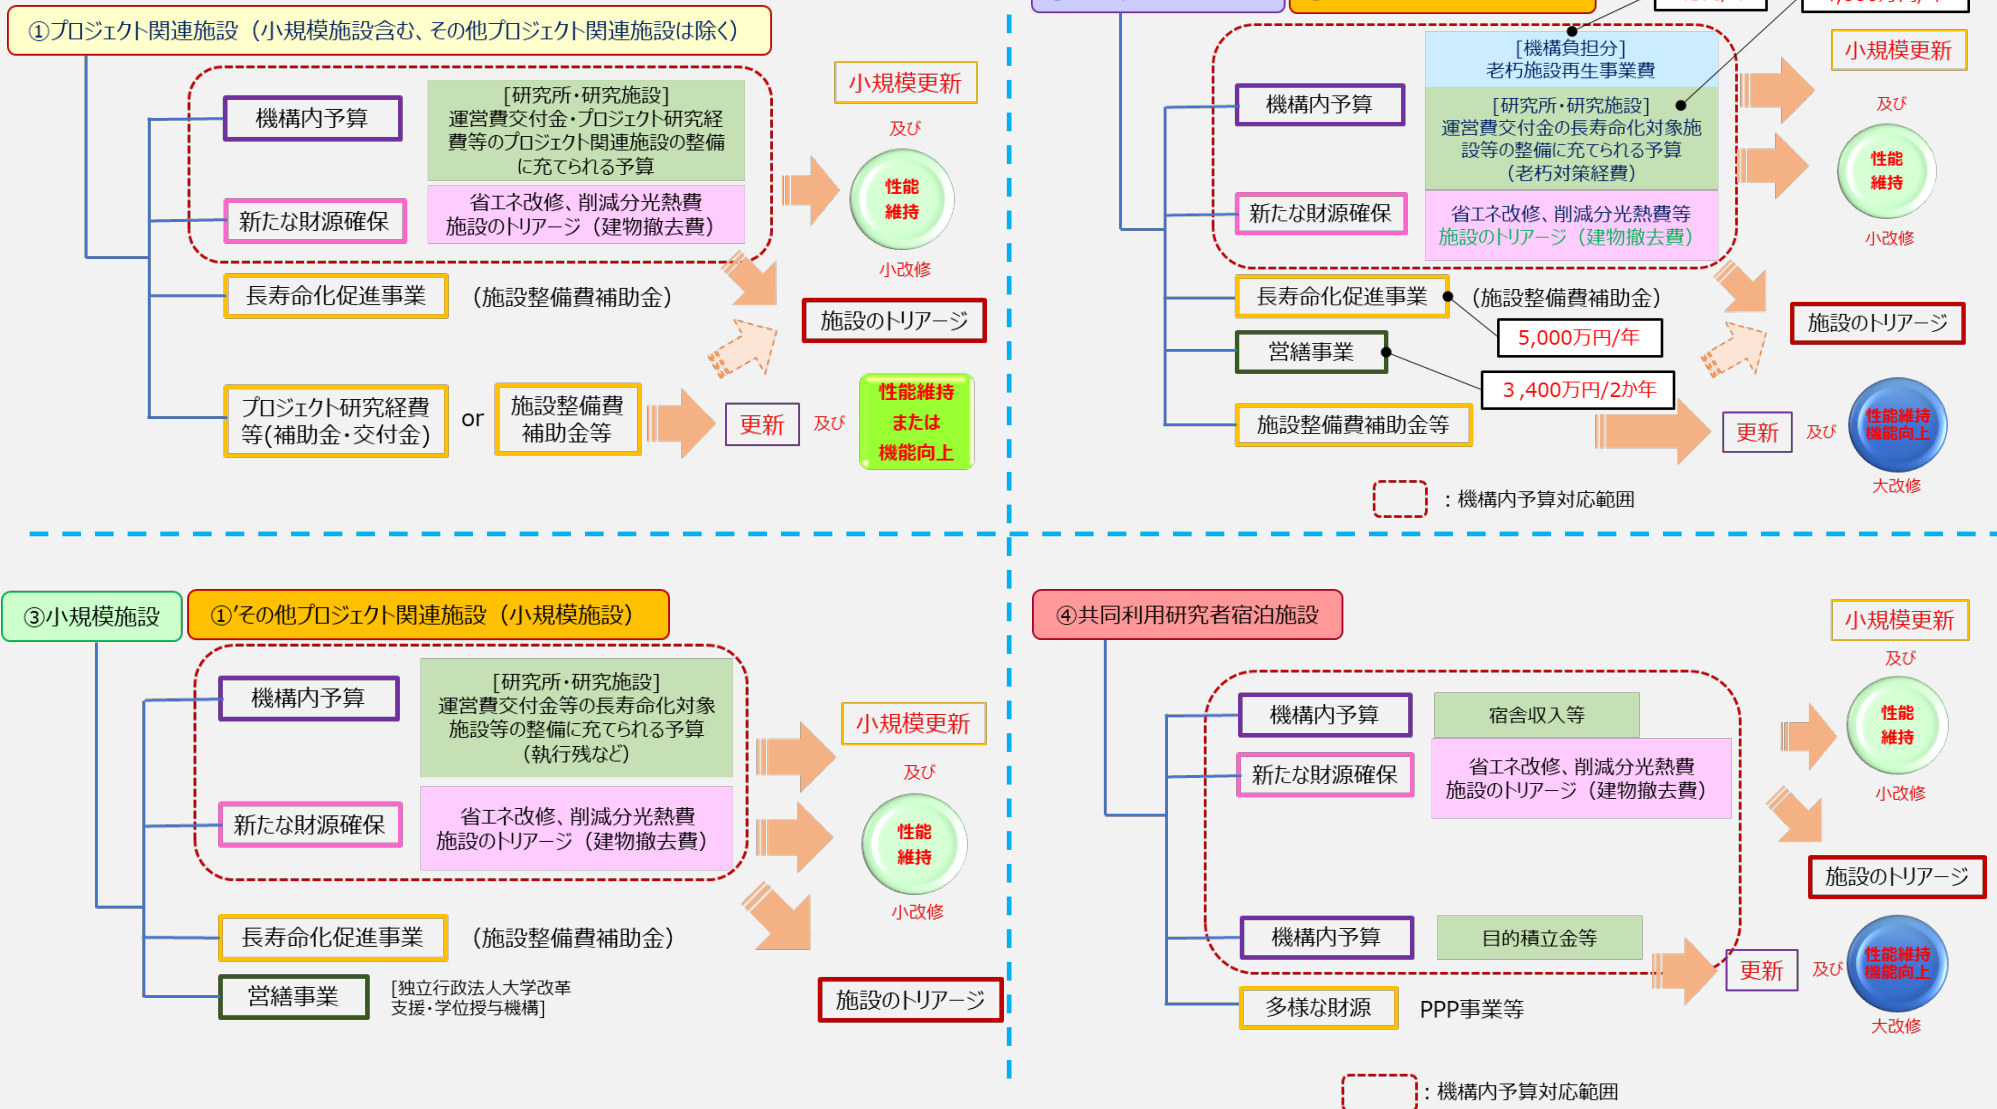 ①プロジェクト関連施設（小規模施設含む、その他プロジェクト関連施設は除く）
機構内予算
[研究所・研究施設]
運営費交付金・プロジェクト研究経
費等のプロジェクト関連施設の整備
に充てられる予算
新たな財源確保
省エネ改修、削減分光熱費
施設のトリアージ（建物撤去費）
長寿命化促進事業
（施設整備費補助金）
プロジェクト研究経費
等(補助金・交付金)
or
施設整備費
補助金等
小規模更新
及び
性能
維持
小改修
施設のトリアージ
更新
及び
性能維持
または
機能向上
機構内予算
[機構負担分]
老朽施設再生事業費
[研究所・研究施設]
運営費交付金の長寿命化対象施
設等の整備に充てられる予算
（老朽対策経費）
新たな財源確保
省エネ改修、削減分光熱費等
施設のトリアージ（建物撤去費）
長寿命化促進事業
（施設整備費補助金）
5,000万円/年
営繕事業
3,400万円/2か年
施設整備費補助金等
小規模更新
及び
性能
維持
小改修
施設のトリアージ
更新
及び
性能維持
機能向上
大改修
：機構内予算対応範囲
③小規模施設
①’その他プロジェクト関連施設（小規模施設）
機構内予算
[研究所・研究施設]
運営費交付金等の長寿命化対象
施設等の整備に充てられる予算
（執行残など）
新たな財源確保
省エネ改修、削減分光熱費
施設のトリアージ（建物撤去費）
長寿命化促進事業
（施設整備費補助金）
営繕事業
[独立行政法人大学改革
支援・学位授与機構]
小規模更新
及び
性能
維持
小改修
施設のトリアージ
④共同利用研究者宿泊施設
機構内予算
宿舎収入等
新たな財源確保
省エネ改修、削減分光熱費
施設のトリアージ（建物撤去費）
機構内予算
目的積立金等
多様な財源
PPP事業等
小規模更新
及び
性能
維持
小改修
施設のトリアージ
更新
及び
性能維持
機能向上
大改修
：機構内予算対応範囲